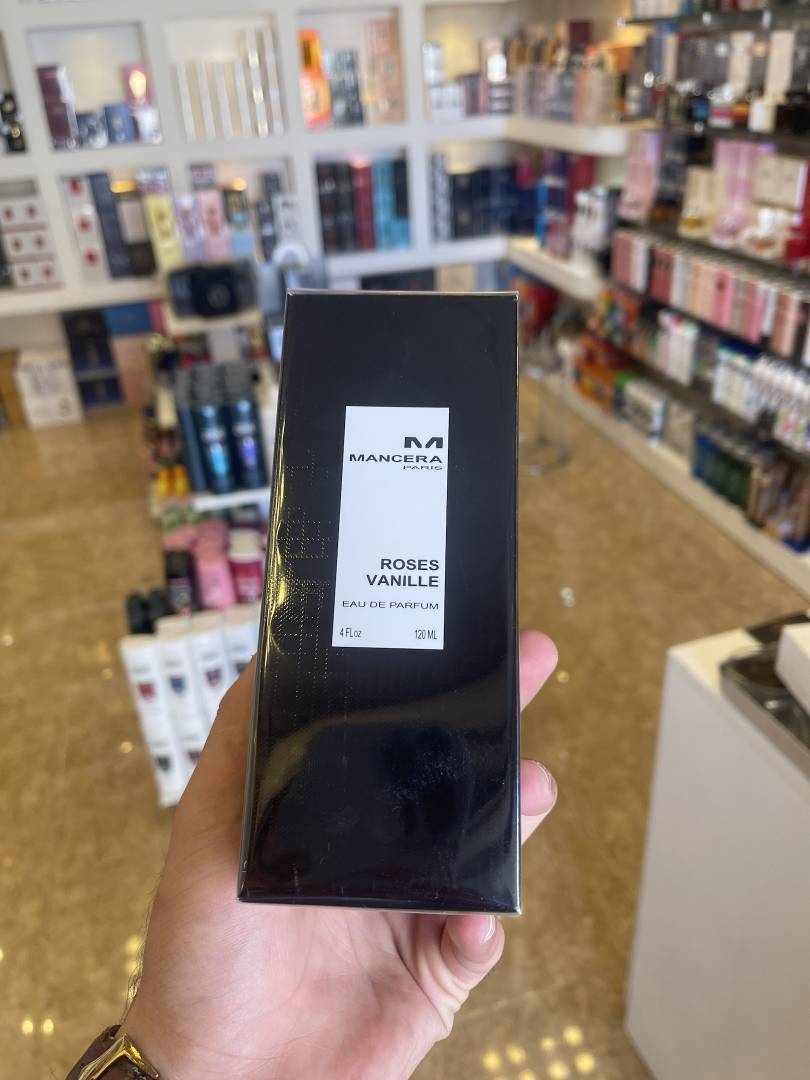 M
MANCERA
PARIS
ROSES
VANILLE
EAU DE PARFUM
4 FLoz 120 ML